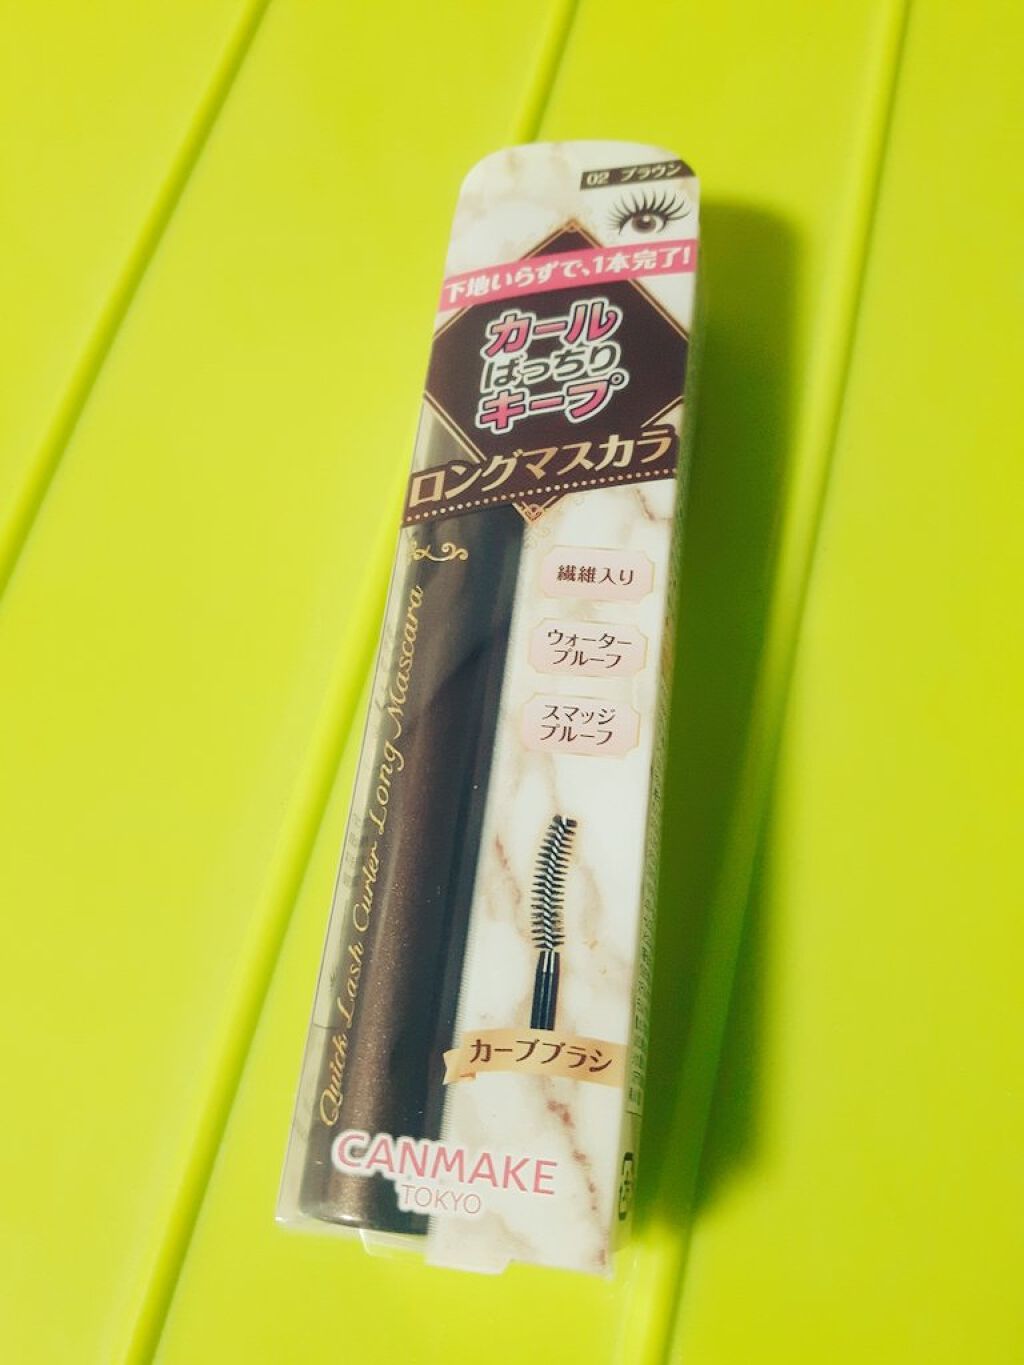 02 ブラウン
下地いらずで、1本完了!
カール
ぱっちり
キープ
ロングマスカラ
繊維入り
ウォーター
プルーフ
スマッジ
プルーフ
Quick Lash Curler Long Mascara
カーブブラシ
CANMAKE
TOKYO